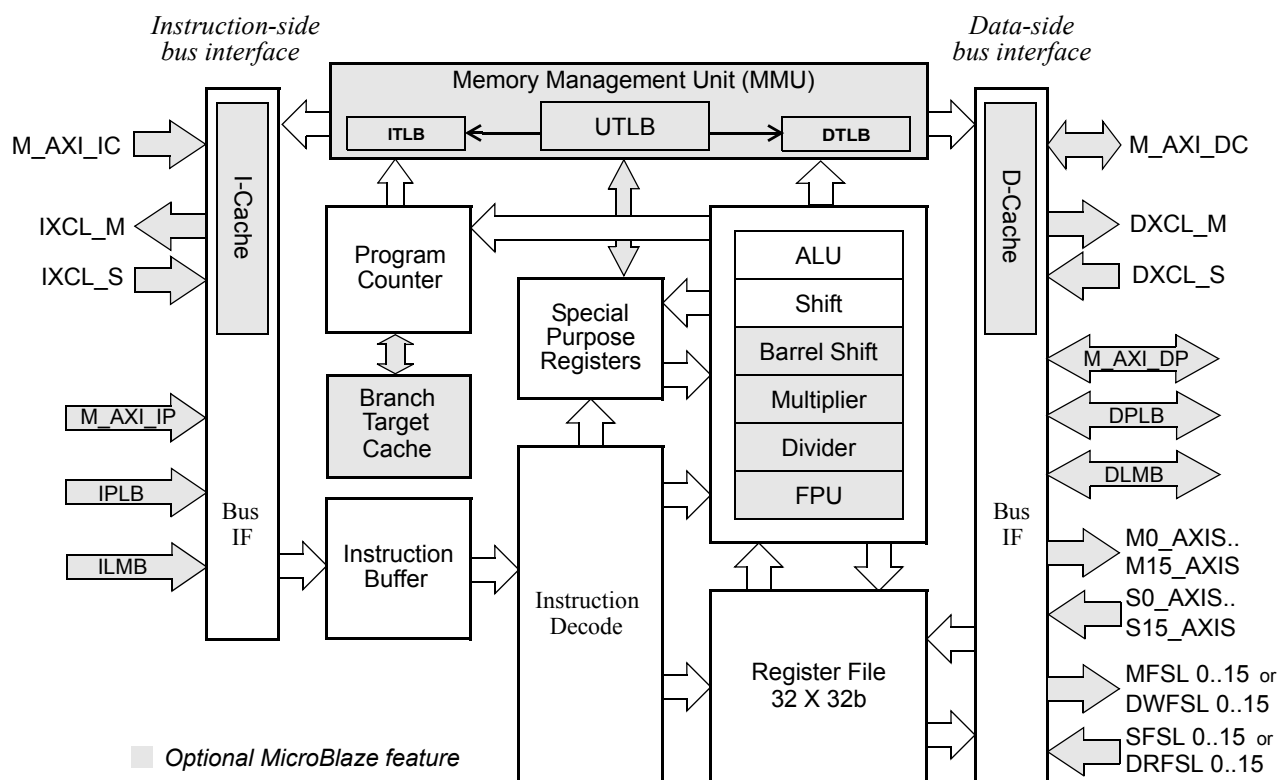 Instruction-side
bus interface
Data-side
bus interface
Memory Management Unit (MMU)
ITLB
UTLB
DTLB
M_AXI_IC
IXCL_M
IXCL_S
I-Cache
M_AXI_IP
IPLB
ILMB
Bus
IF
Program
Counter
Branch
Target
Cache
Instruction
Buffer
Special
Purpose
Registers
Instruction
Decode
ALU
Shift
Barrel Shift
Multiplier
Divider
FPU
Register File
32 X 32b
D-Cache
Bus
IF
M_AXI_DC
DXCL_M
DXCL_S
M_AXI_DP
DPLB
DLMB
M0_AXIS..
M15_AXIS
S0_AXIS..
S15_AXIS
MFSL 0..15 or
DWFSL 0..15
SFSL 0..15 or
DRFSL 0..15
Optional MicroBlaze feature